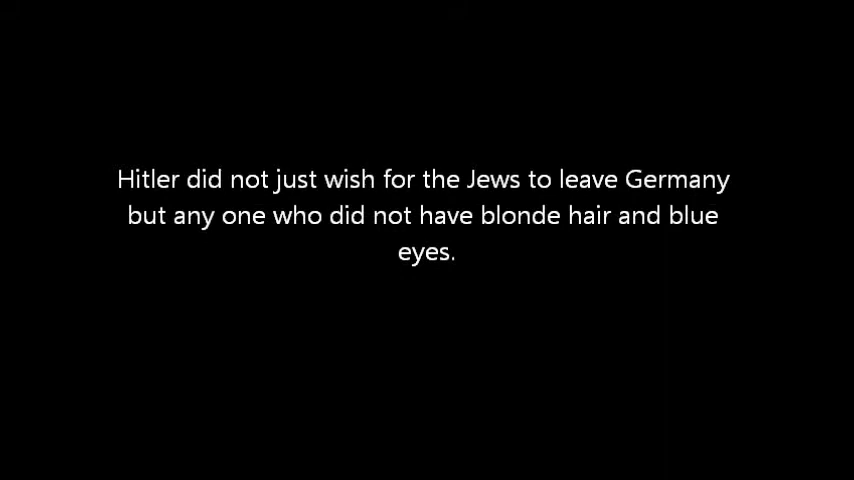 Hitler did not just wish for the Jews to leave Germany
but any one who did not have blonde hair and blue
eyes.